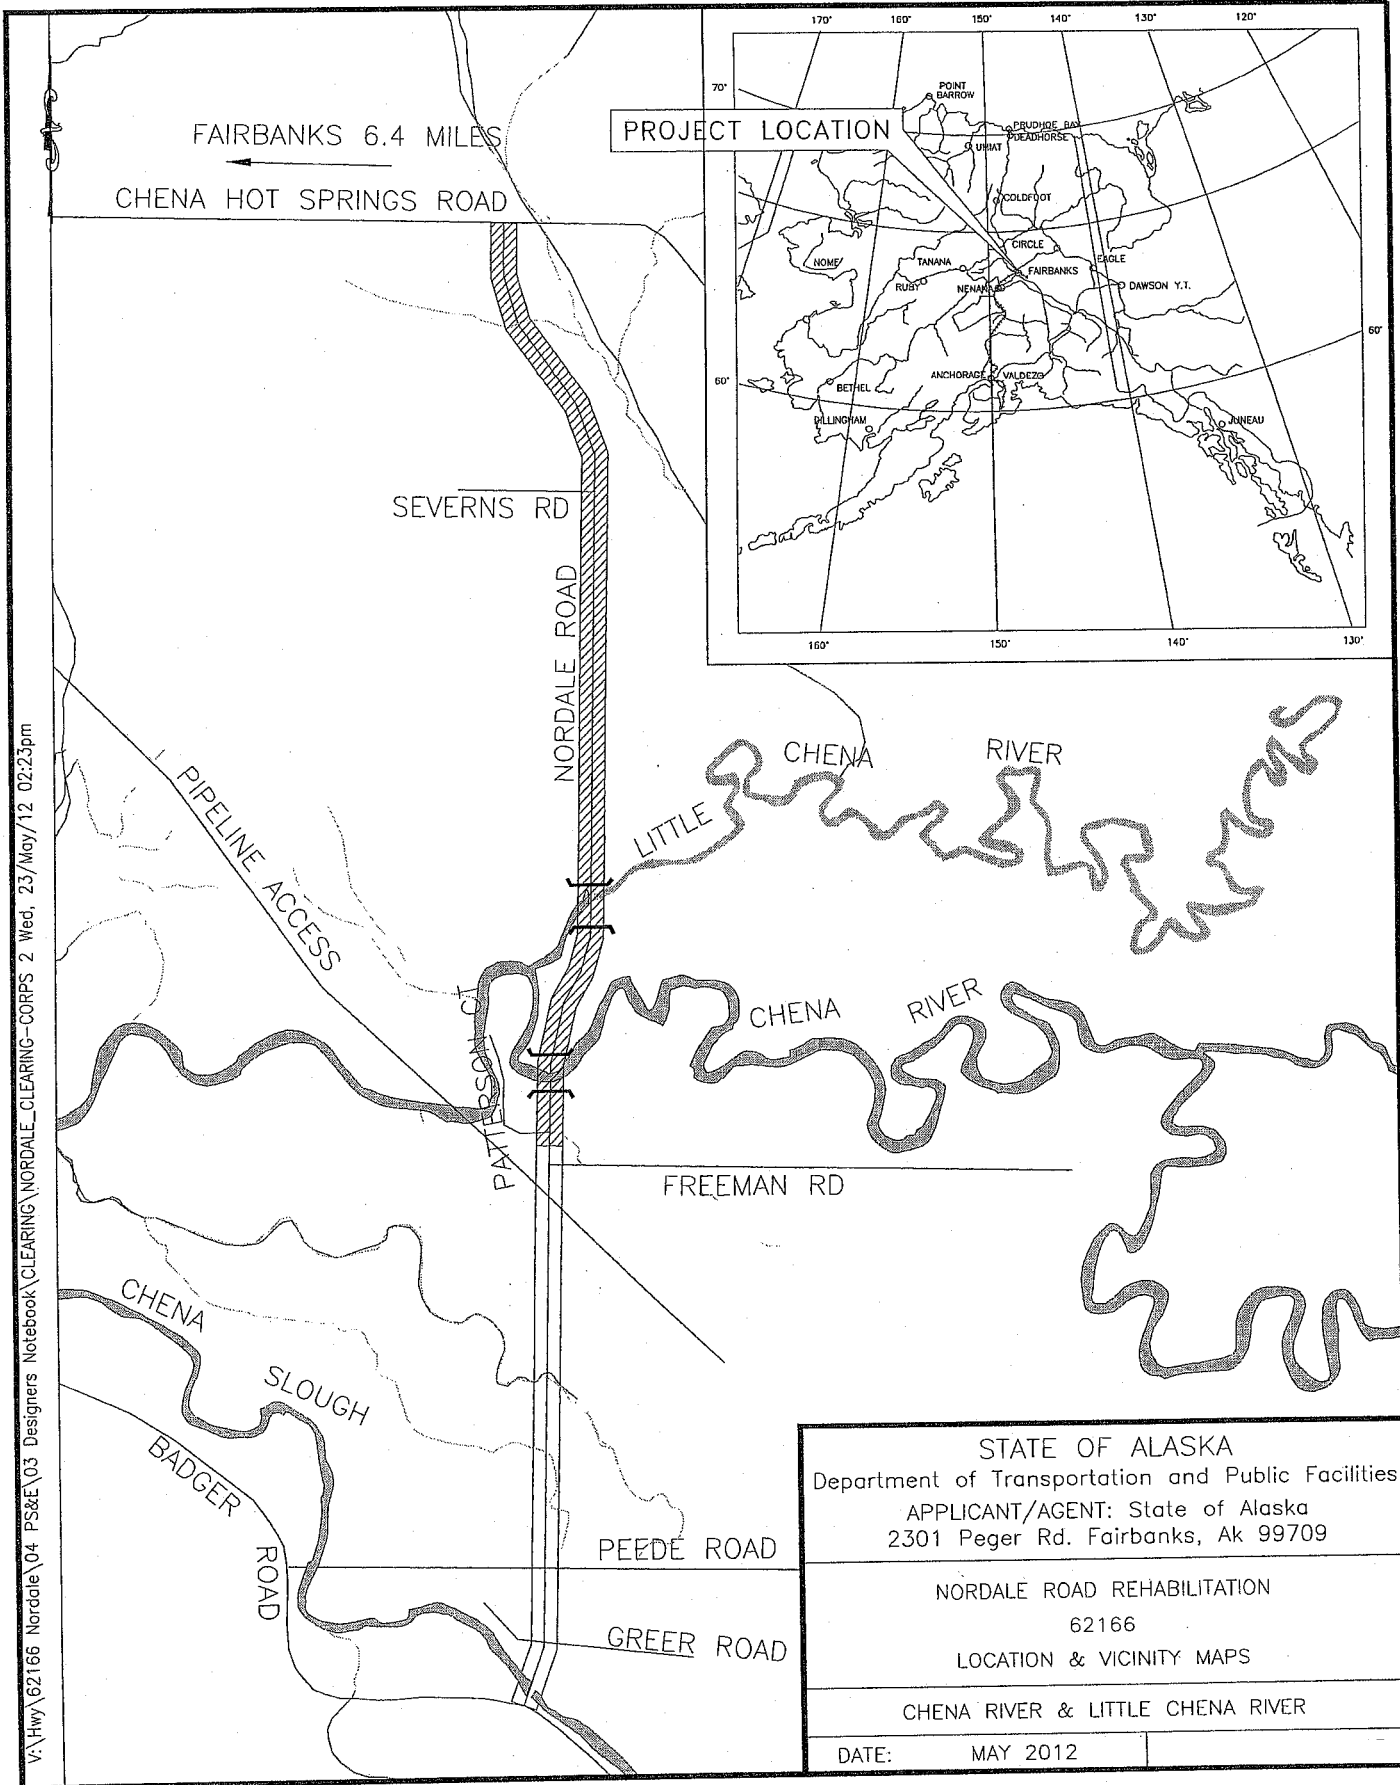 170°
160°
150°
140°
130°
120°
70°
POINT
BARROW
PRUDHOE BAY
DEADHORSE
UMIAT
PROJECT LOCATION
COLDFOOT
CIRCLE
NOME
TANANA
EAGLE
FAIRBANKS
RUBY
NENANA
DAWSON Y.T.
60°
60°
ANCHORAGE
VALDEZ
BETHEL
DILLINGHAM
JUNEAU
160°
150°
140°
130°
FAIRBANKS 6.4 MILES
CHENA HOT SPRINGS ROAD
SEVERNS RD
NORDALE ROAD
CHENA RIVER
LITTLE
PIPELINE ACCESS
CHENA RIVER
PATTERSON CT
FREEMAN RD
CHENA
SLOUGH
BADGER
ROAD
PEEDE ROAD
GREER ROAD
STATE OF ALASKA
Department of Transportation and Public Facilities
APPLICANT/AGENT: State of Alaska
2301 Peger Rd. Fairbanks, Ak 99709
NORDALE ROAD REHABILITATION
62166
LOCATION & VICINITY MAPS
CHENA RIVER & LITTLE CHENA RIVER
DATE: MAY 2012
V:\Hwy\62166 Nordale\04 PS&E\03 Designers Notebook\CLEARING\NORDALE_CLEARING-CORPS 2 Wed, 23/May/12 02:23pm